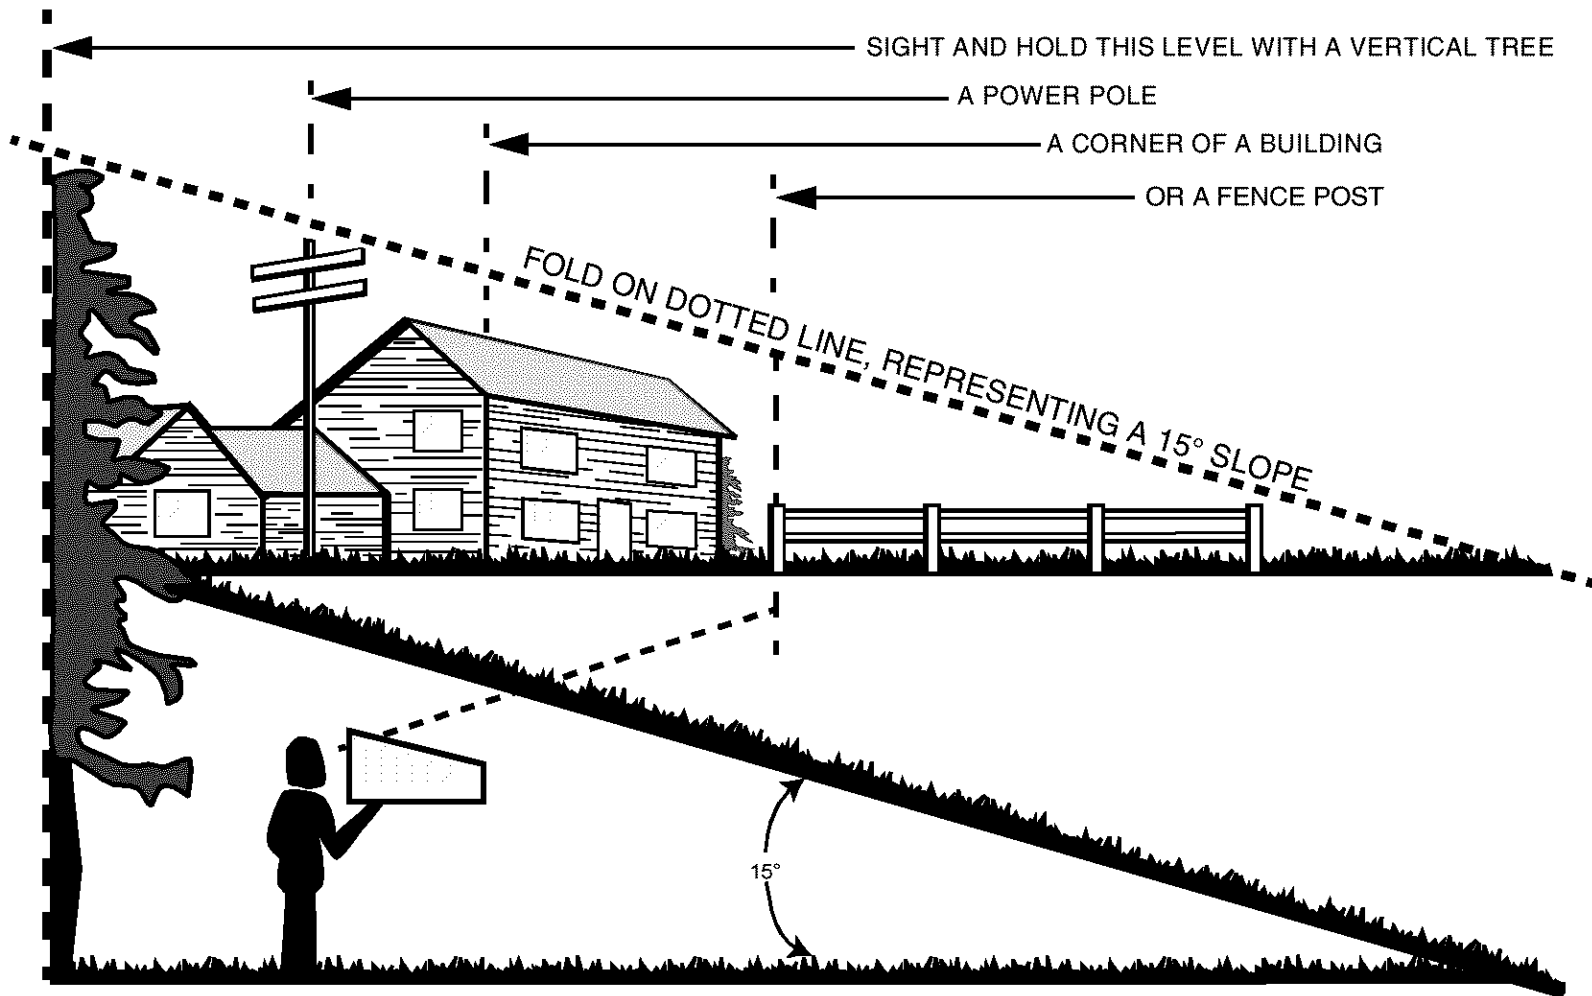 SIGHT AND HOLD THIS LEVEL WITH A VERTICAL TREE
A POWER POLE
A CORNER OF A BUILDING
OR A FENCE POST
FOLD ON DOTTED LINE, REPRESENTING A 15° SLOPE
15°